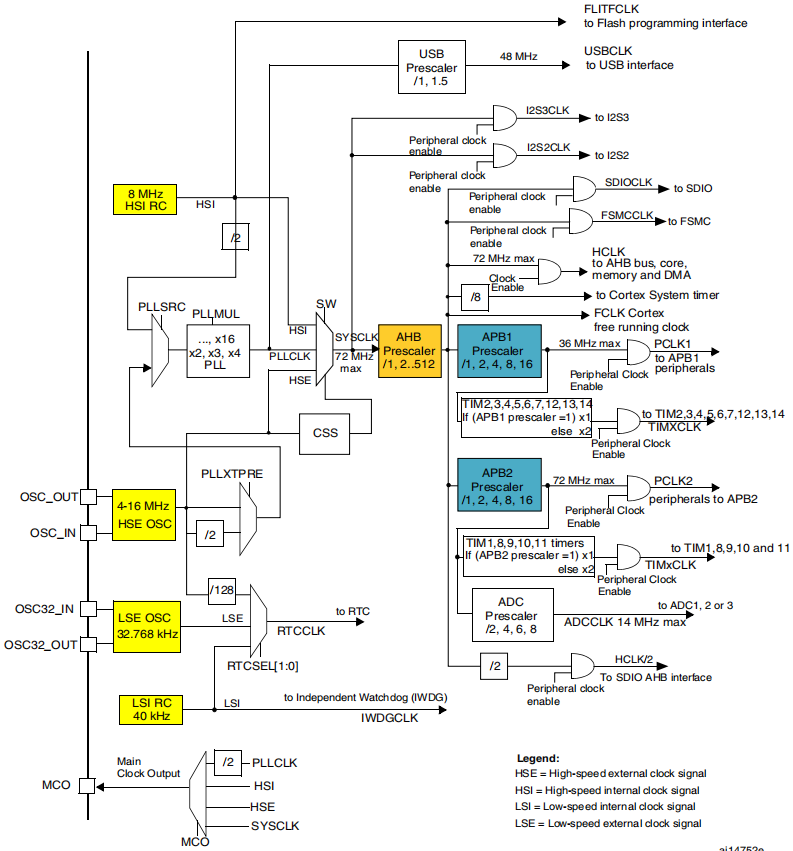 FLITFCLK
to Flash programming interface
USB
Prescaler
/1, 1.5
48 MHz
USBCLK
to USB interface
I2S3CLK
to I2S3
Peripheral clock
enable
I2S2CLK
to I2S2
Peripheral clock
enable
SDIOCLK
to SDIO
Peripheral clock
enable
FSMCCLK
to FSMC
Peripheral clock
enable
8 MHz
HSI RC
HSI
/2
HCLK
to AHB bus, core,
memory and DMA
72 MHz max
Clock
Enable
/8
to Cortex System timer
FCLK Cortex
free running clock
PLLSRC
PLLMUL
..., x16
x2, x3, x4
PLL
SW
HSI
PLLCLK
HSE
SYSCLK
72 MHz
max
AHB
Prescaler
/1, 2..512
APB1
Prescaler
/1, 2, 4, 8, 16
36 MHz max
PCLK1
to APB1
peripherals
Peripheral Clock
Enable
TIM2,3,4,5,6,7,12,13,14
If (APB1 prescaler =1) x1
else x2
to TIM2,3,4,5,6,7,12,13,14
TIMXCLK
Peripheral Clock
Enable
CSS
PLLXTPRE
OSC_OUT
OSC_IN
4-16 MHz
HSE OSC
/2
APB2
Prescaler
/1, 2, 4, 8, 16
72 MHz max
PCLK2
peripherals to APB2
Peripheral Clock
Enable
TIM1,8,9,10,11 timers
If (APB2 prescaler =1) x1
else x2
to TIM1,8,9,10 and 11
TIMxCLK
Peripheral Clock
Enable
/128
OSC32_IN
OSC32_OUT
LSE OSC
32.768 kHz
LSE
to RTC
RTCCLK
RTCSEL[1:0]
ADC
Prescaler
/2, 4, 6, 8
to ADC1, 2 or 3
ADCCLK 14 MHz max
/2
HCLK/2
To SDIO AHB interface
Peripheral clock
enable
LSI RC
40 kHz
LSI
to Independent Watchdog (IWDG)
IWDGCLK
MCO
Main
Clock Output
/2
PLLCLK
HSI
HSE
SYSCLK
MCO
Legend:
HSE = High-speed external clock signal
HSI = High-speed internal clock signal
LSI = Low-speed internal clock signal
LSE = Low-speed external clock signal